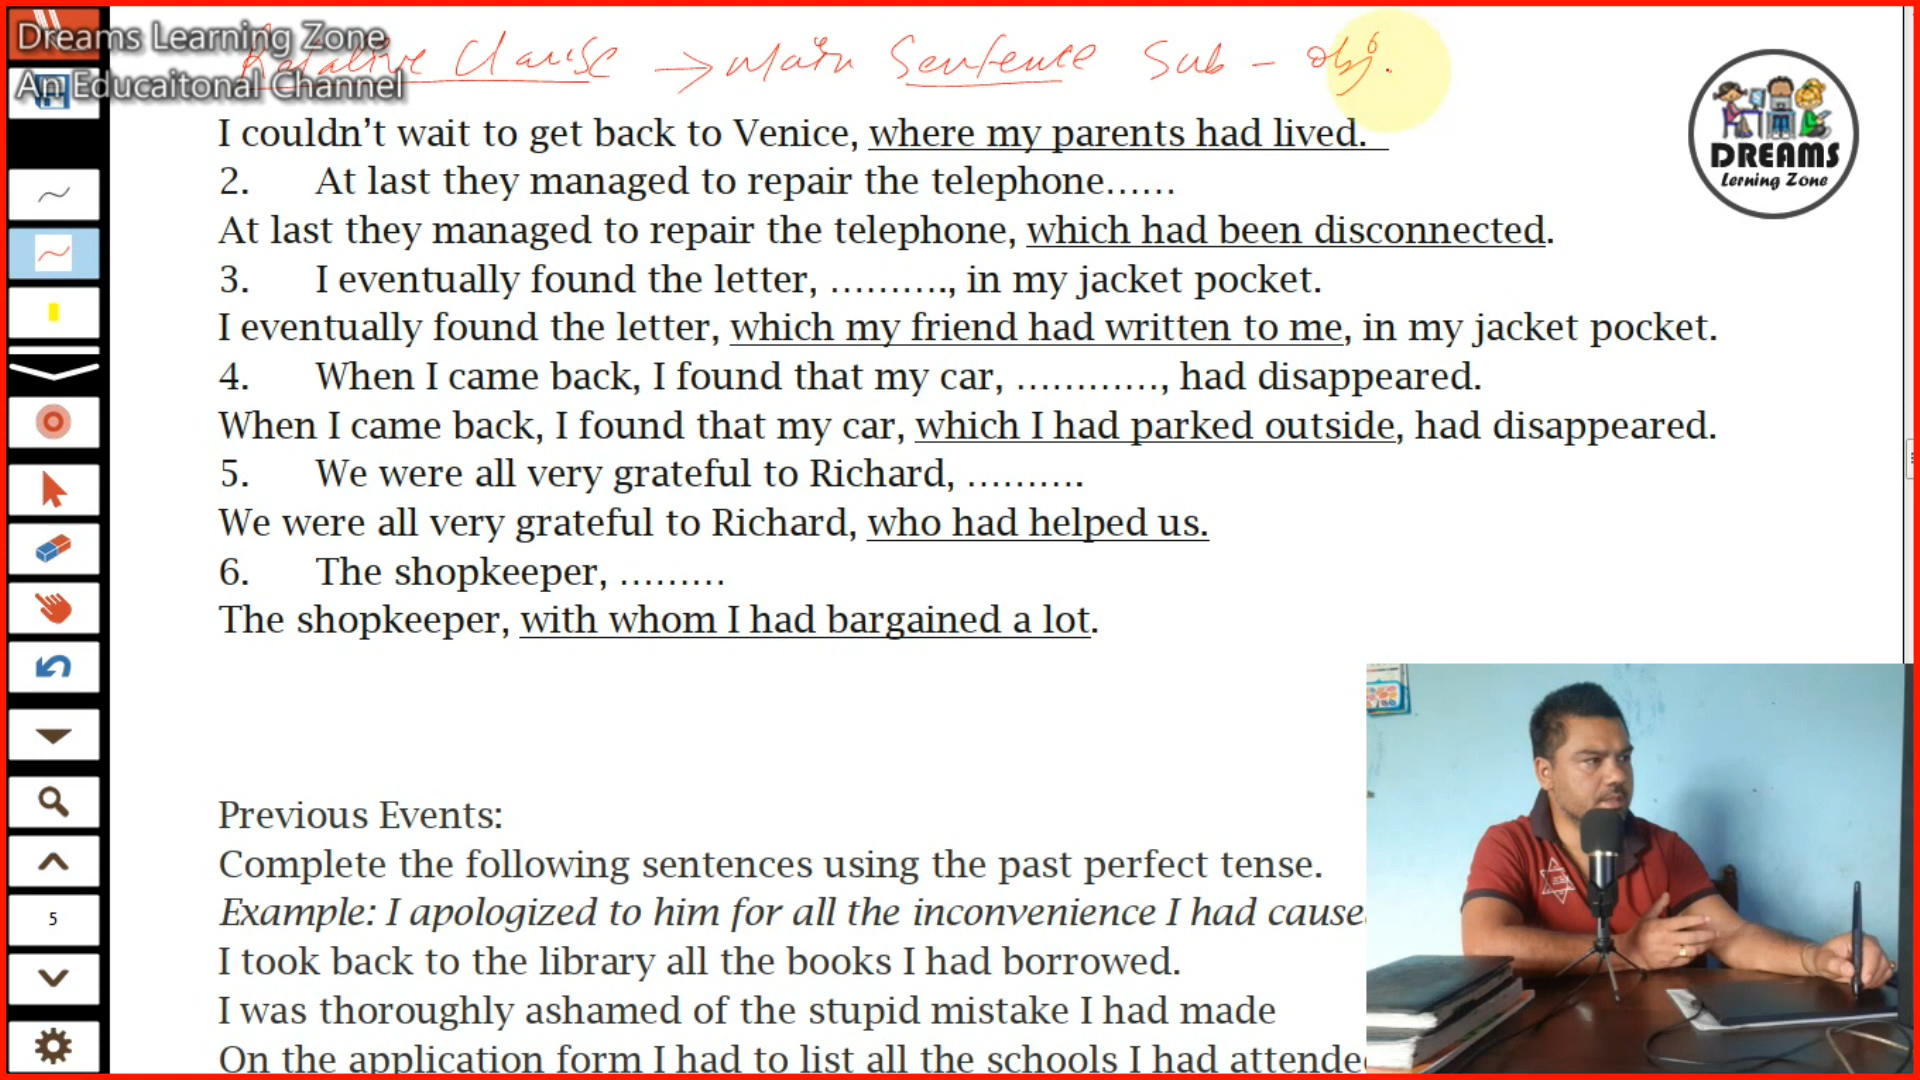 Dreams Learning Zone
An Educaitonal Channel
Relative Clause → Main Sentence Sub - obj.
I couldn't wait to get back to Venice, where my parents had lived.
2. At last they managed to repair the telephone......
At last they managed to repair the telephone, which had been disconnected.
3. I eventually found the letter, .........., in my jacket pocket.
I eventually found the letter, which my friend had written to me, in my jacket pocket.
4. When I came back, I found that my car, ............, had disappeared.
When I came back, I found that my car, which I had parked outside, had disappeared.
5. We were all very grateful to Richard, ..........
We were all very grateful to Richard, who had helped us.
6. The shopkeeper, .........
The shopkeeper, with whom I had bargained a lot.
Previous Events:
Complete the following sentences using the past perfect tense.
Example: I apologized to him for all the inconvenience I had cause
I took back to the library all the books I had borrowed.
I was thoroughly ashamed of the stupid mistake I had made
On the application form I had to list all the schools I had attende
DREAMS
Lerning Zone
5